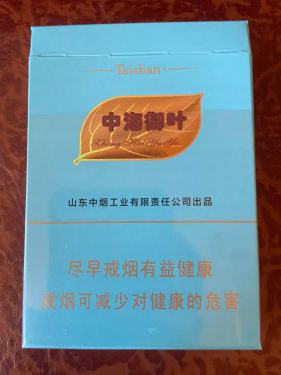 Taishan
中海御叶
Zhong Hai Yu Ye
山东中烟工业有限责任公司出品
尽早戒烟有益健康
戒烟可减少对健康的危害